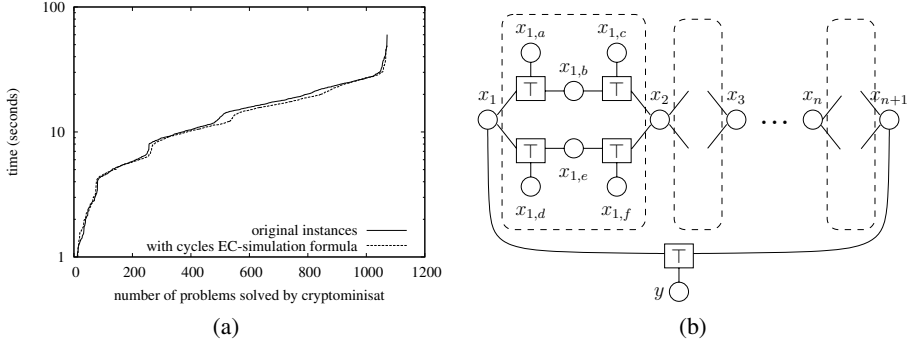 100
10
1
time (seconds)
0 200 400 600 800 1000 1200
original instances
with cycles EC-simulation formula
number of problems solved by cryptominisat
(a)
x1,a x1,c
x1,b
⊤ ⊤
x1 x2 x3 xn xn+1
...
⊤ ⊤
x1,e
x1,d x1,f
⊤
y
(b)